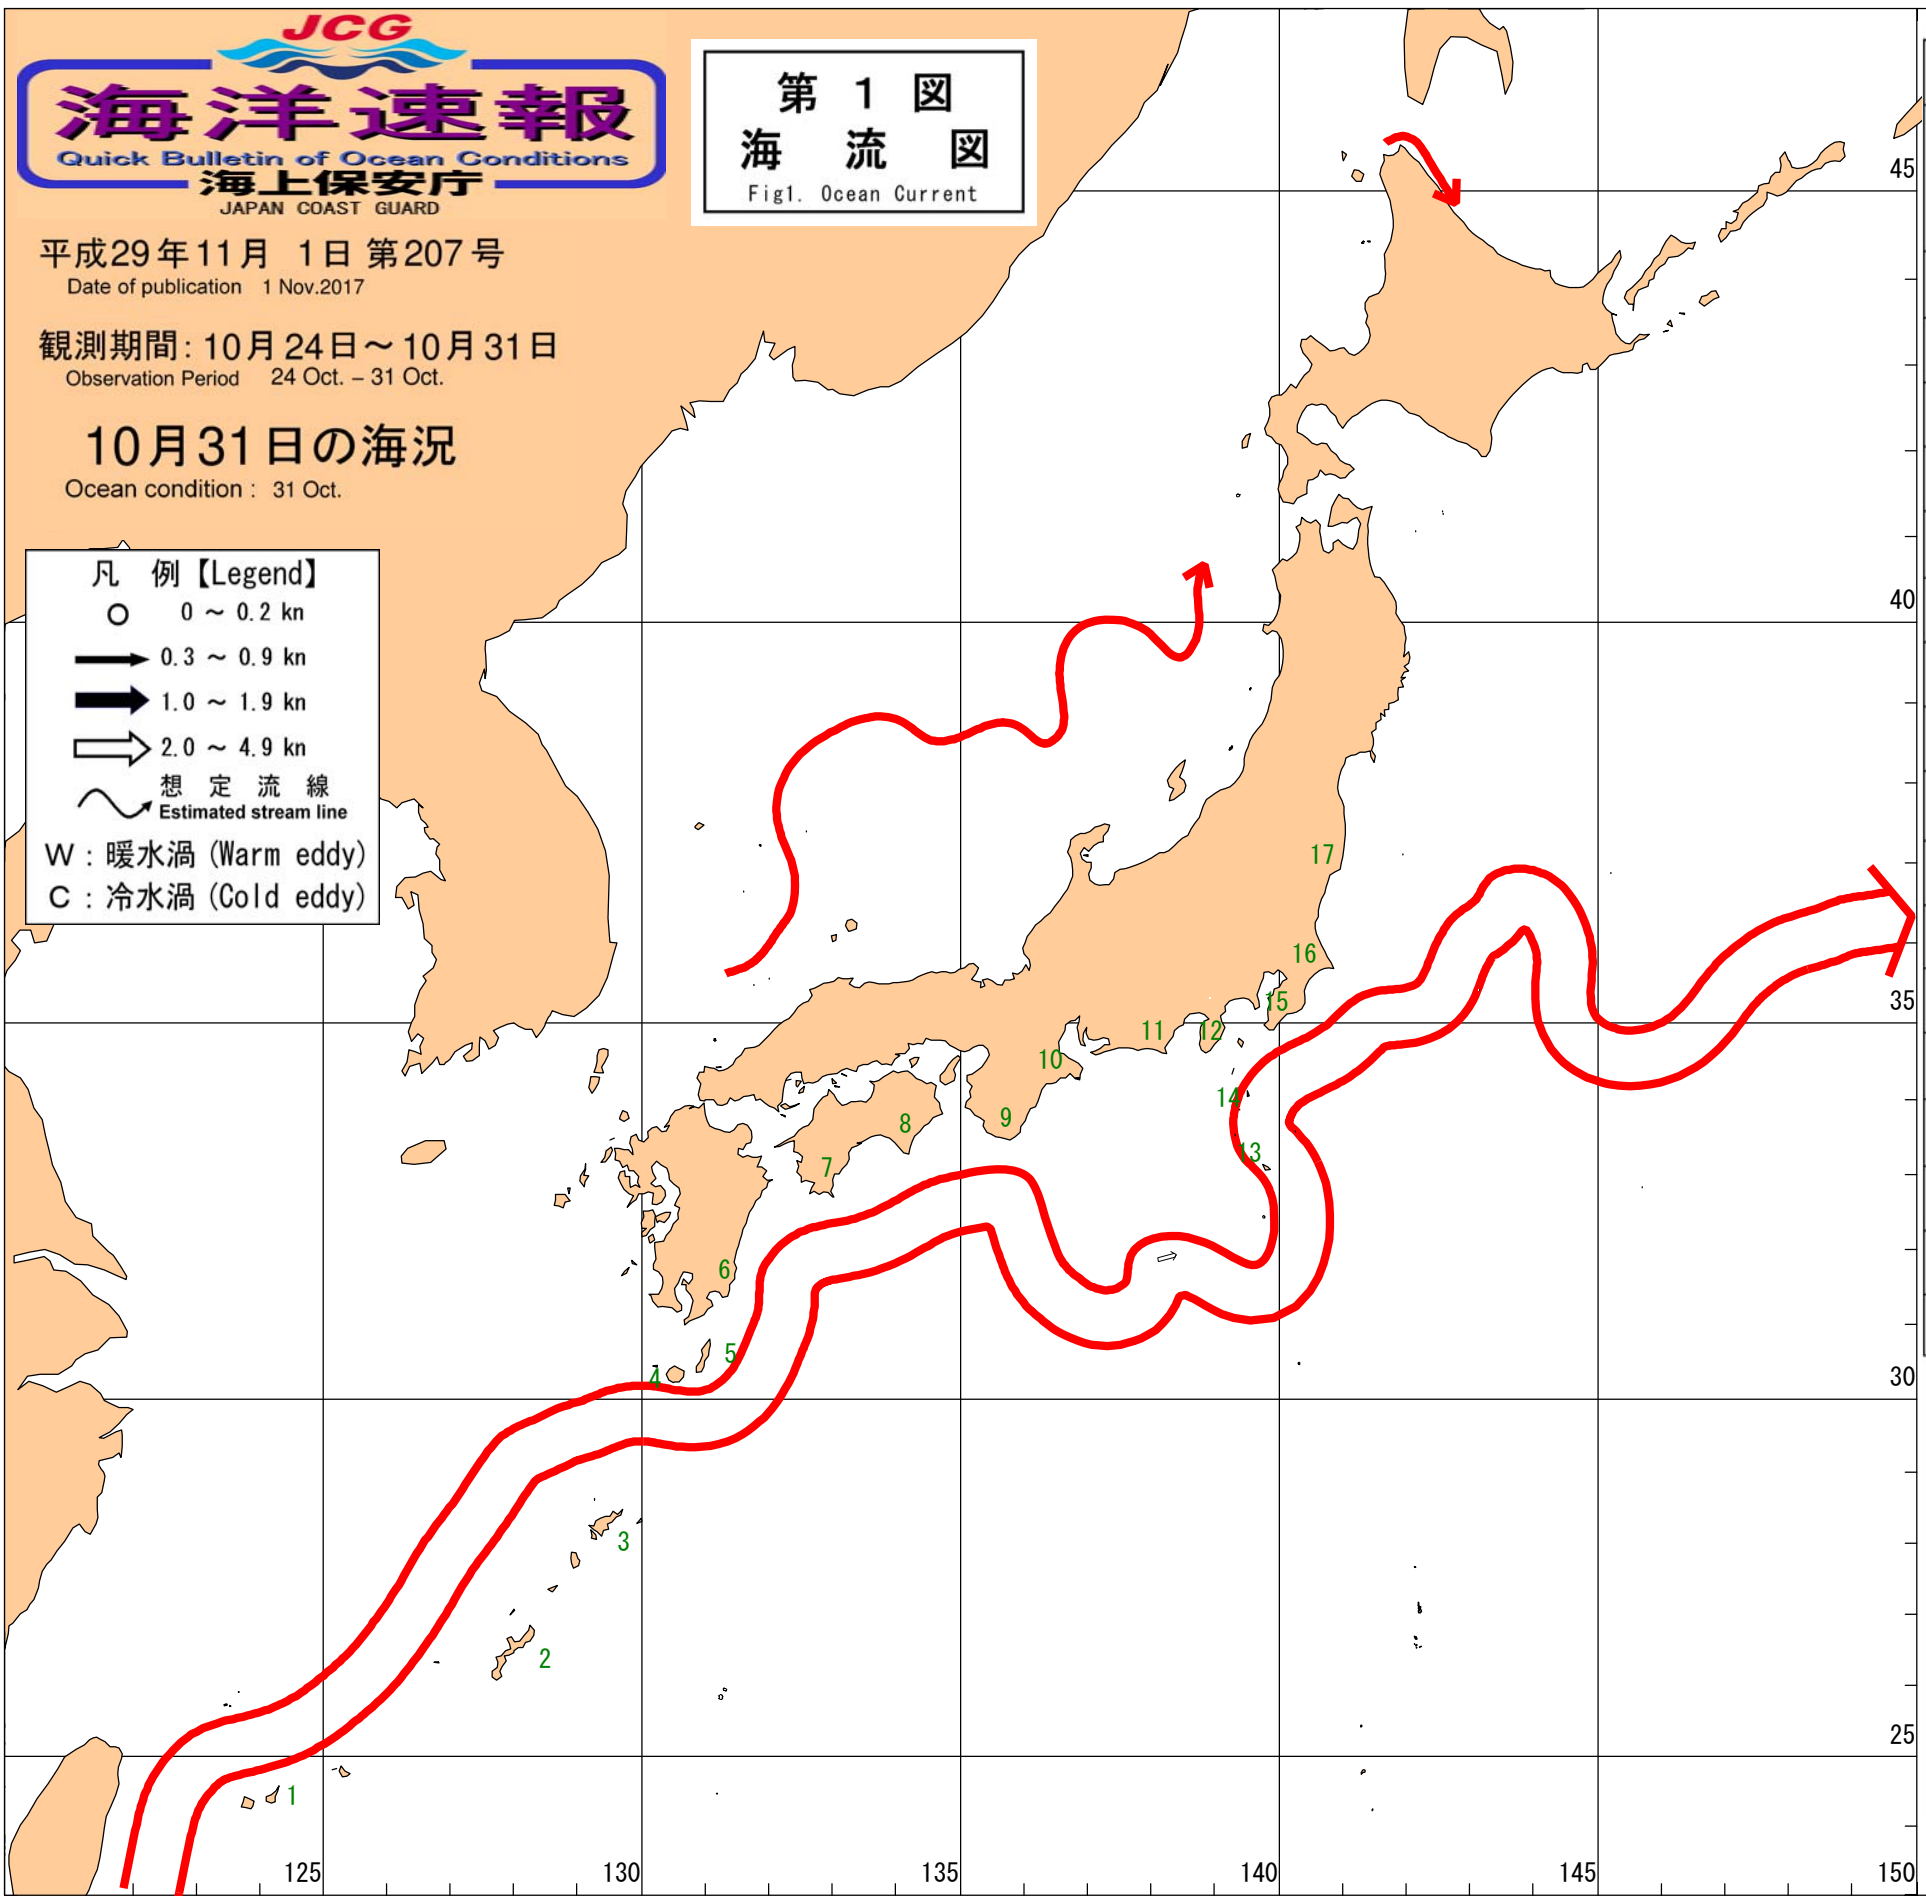 JCG
海洋速報
Quick Bulletin of Ocean Conditions
海上保安庁
JAPAN COAST GUARD
第 1 図
海 流 図
Fig1. Ocean Current
平成29年11月 1日 第207号
Date of publication 1 Nov.2017
観測期間: 10月24日～10月31日
Observation Period 24 Oct. – 31 Oct.
10月31日の海況
Ocean condition : 31 Oct.
凡 例【Legend】
0 ～ 0.2 kn
0.3 ～ 0.9 kn
1.0 ～ 1.9 kn
2.0 ～ 4.9 kn
想 定 流 線
Estimated stream line
W : 暖水渦 (Warm eddy)
C : 冷水渦 (Cold eddy)
45
40
17
16
35
15
11
12
10
14
8
9
13
7
6
5
4
30
3
2
25
1
125
130
135
140
145
150